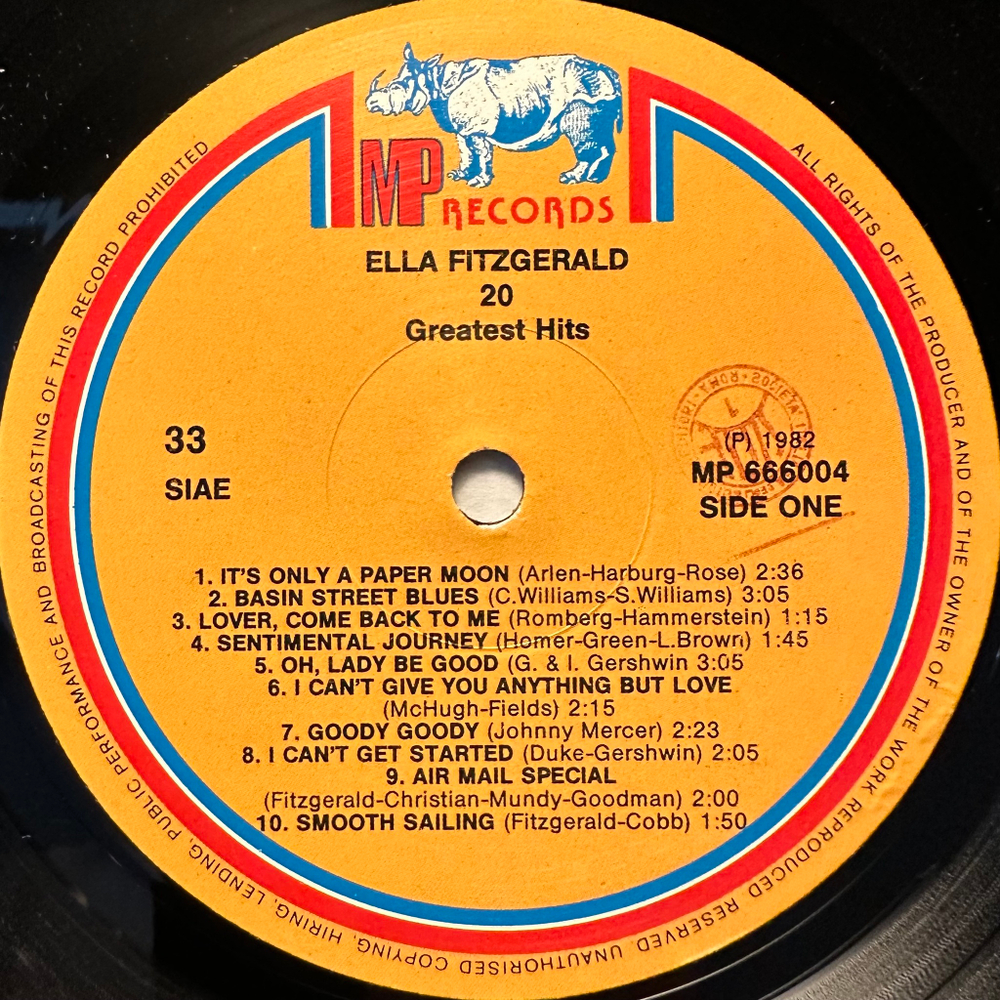 MP RECORDS
ELLA FITZGERALD
20
Greatest Hits
33
SIAE
(P) 1982
MP 666004
SIDE ONE
1. IT'S ONLY A PAPER MOON (Arlen-Harburg-Rose) 2:36
2. BASIN STREET BLUES (C.Williams-S.Williams) 3:05
3. LOVER, COME BACK TO ME (Romberg-Hammerstein) 1:15
4. SENTIMENTAL JOURNEY (Homer-Green-L.Brown) 1:45
5. OH, LADY BE GOOD (G. & I. Gershwin 3:05
6. I CAN'T GIVE YOU ANYTHING BUT LOVE
(McHugh-Fields) 2:15
7. GOODY GOODY (Johnny Mercer) 2:23
8. I CAN'T GET STARTED (Duke-Gershwin) 2:05
9. AIR MAIL SPECIAL
(Fitzgerald-Christian-Mundy-Goodman) 2:00
10. SMOOTH SAILING (Fitzgerald-Cobb) 1:50
ALL RIGHTS OF THE PRODUCER AND OF THE OWNER OF THE WORK REPRODUCED RESERVED. UNAUTHORISED COPYING, HIRING, LENDING, PUBLIC PERFORMANCE AND BROADCASTING OF THIS RECORD PROHIBITED
ROMA • SOCIETA'